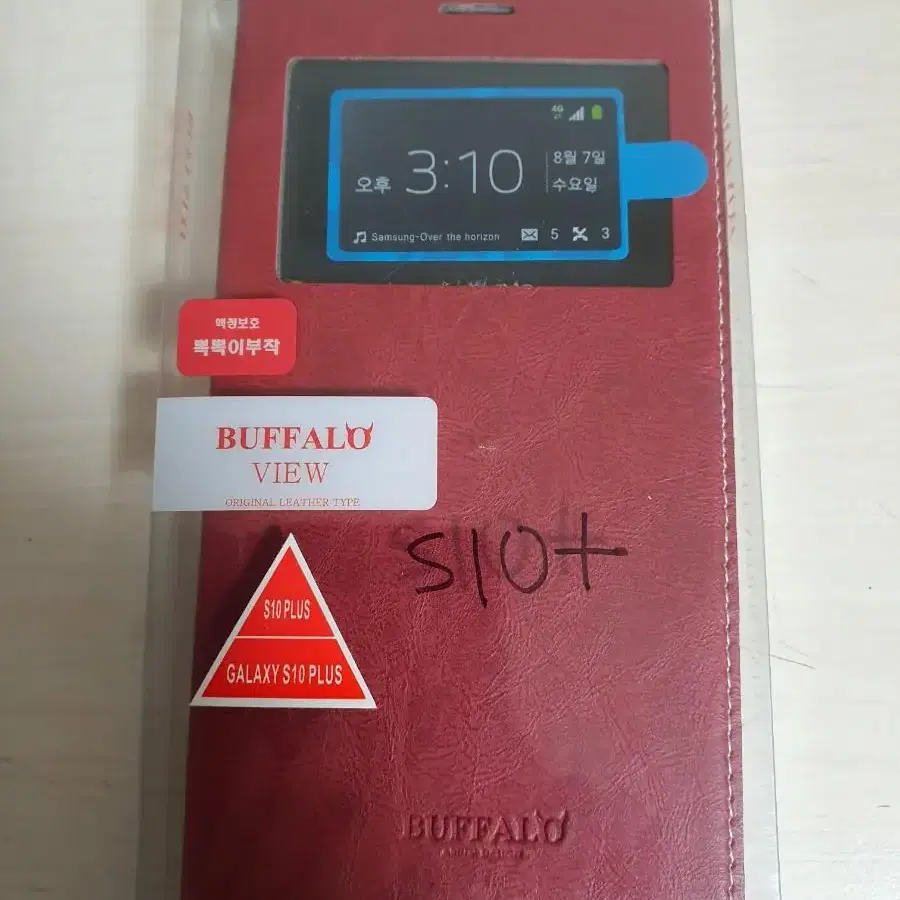 4G
오후 3:10 8월 7일
수요일
Samsung-Over the horizon 5 3
액정보호
뽁뽁이부착
BUFFALO
VIEW
ORIGINAL LEATHER TYPE
S10+
S10 PLUS
GALAXY S10 PLUS
BUFFALO